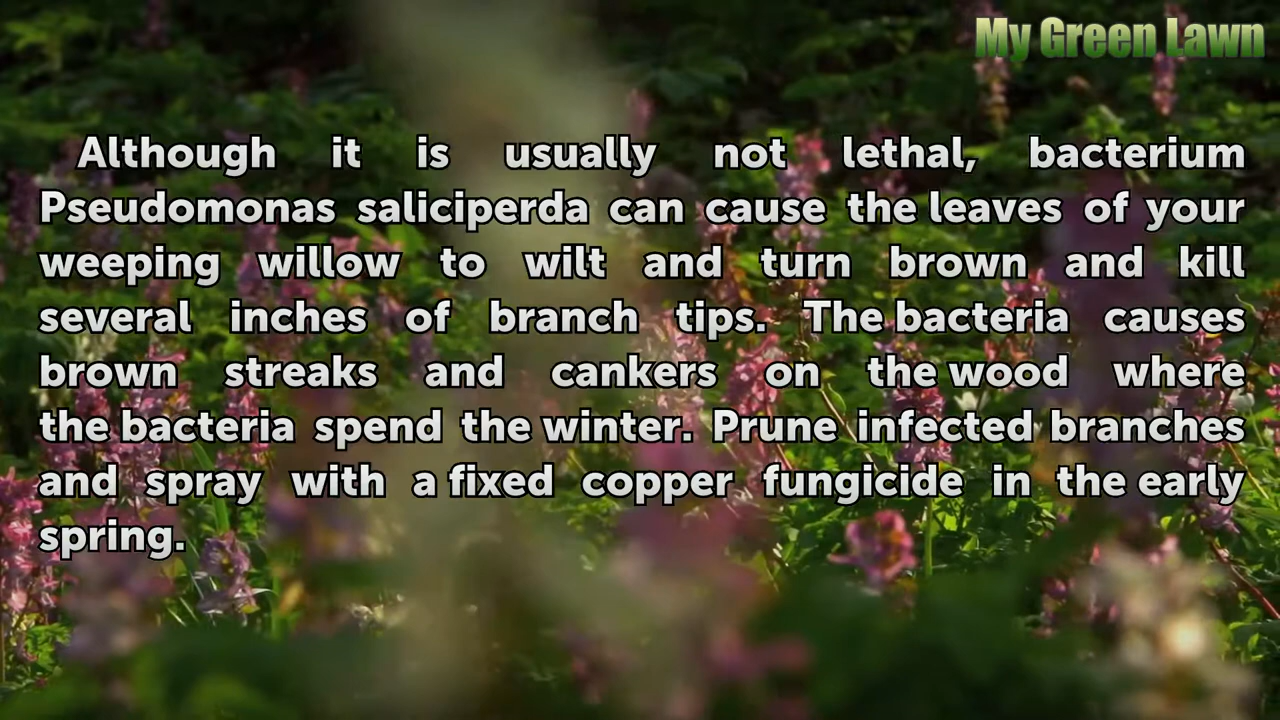 My Green Lawn
Although it is usually not lethal, bacterium
Pseudomonas saliciperda can cause the leaves of your
weeping willow to wilt and turn brown and kill
several inches of branch tips. The bacteria causes
brown streaks and cankers on the wood where
the bacteria spend the winter. Prune infected branches
and spray with a fixed copper fungicide in the early
spring.